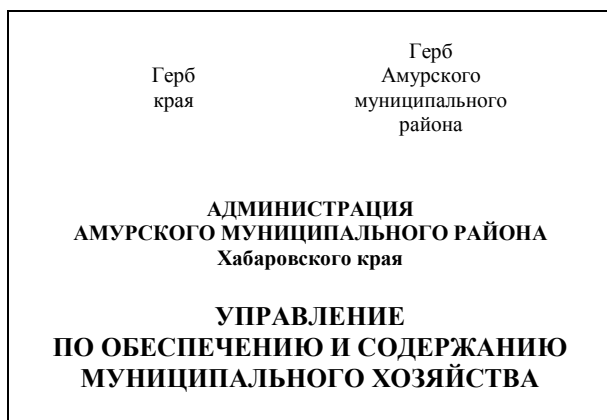 Герб
края
Герб
Амурского
муниципального
района
АДМИНИСТРАЦИЯ
АМУРСКОГО МУНИЦИПАЛЬНОГО РАЙОНА
Хабаровского края
УПРАВЛЕНИЕ
ПО ОБЕСПЕЧЕНИЮ И СОДЕРЖАНИЮ
МУНИЦИПАЛЬНОГО ХОЗЯЙСТВА